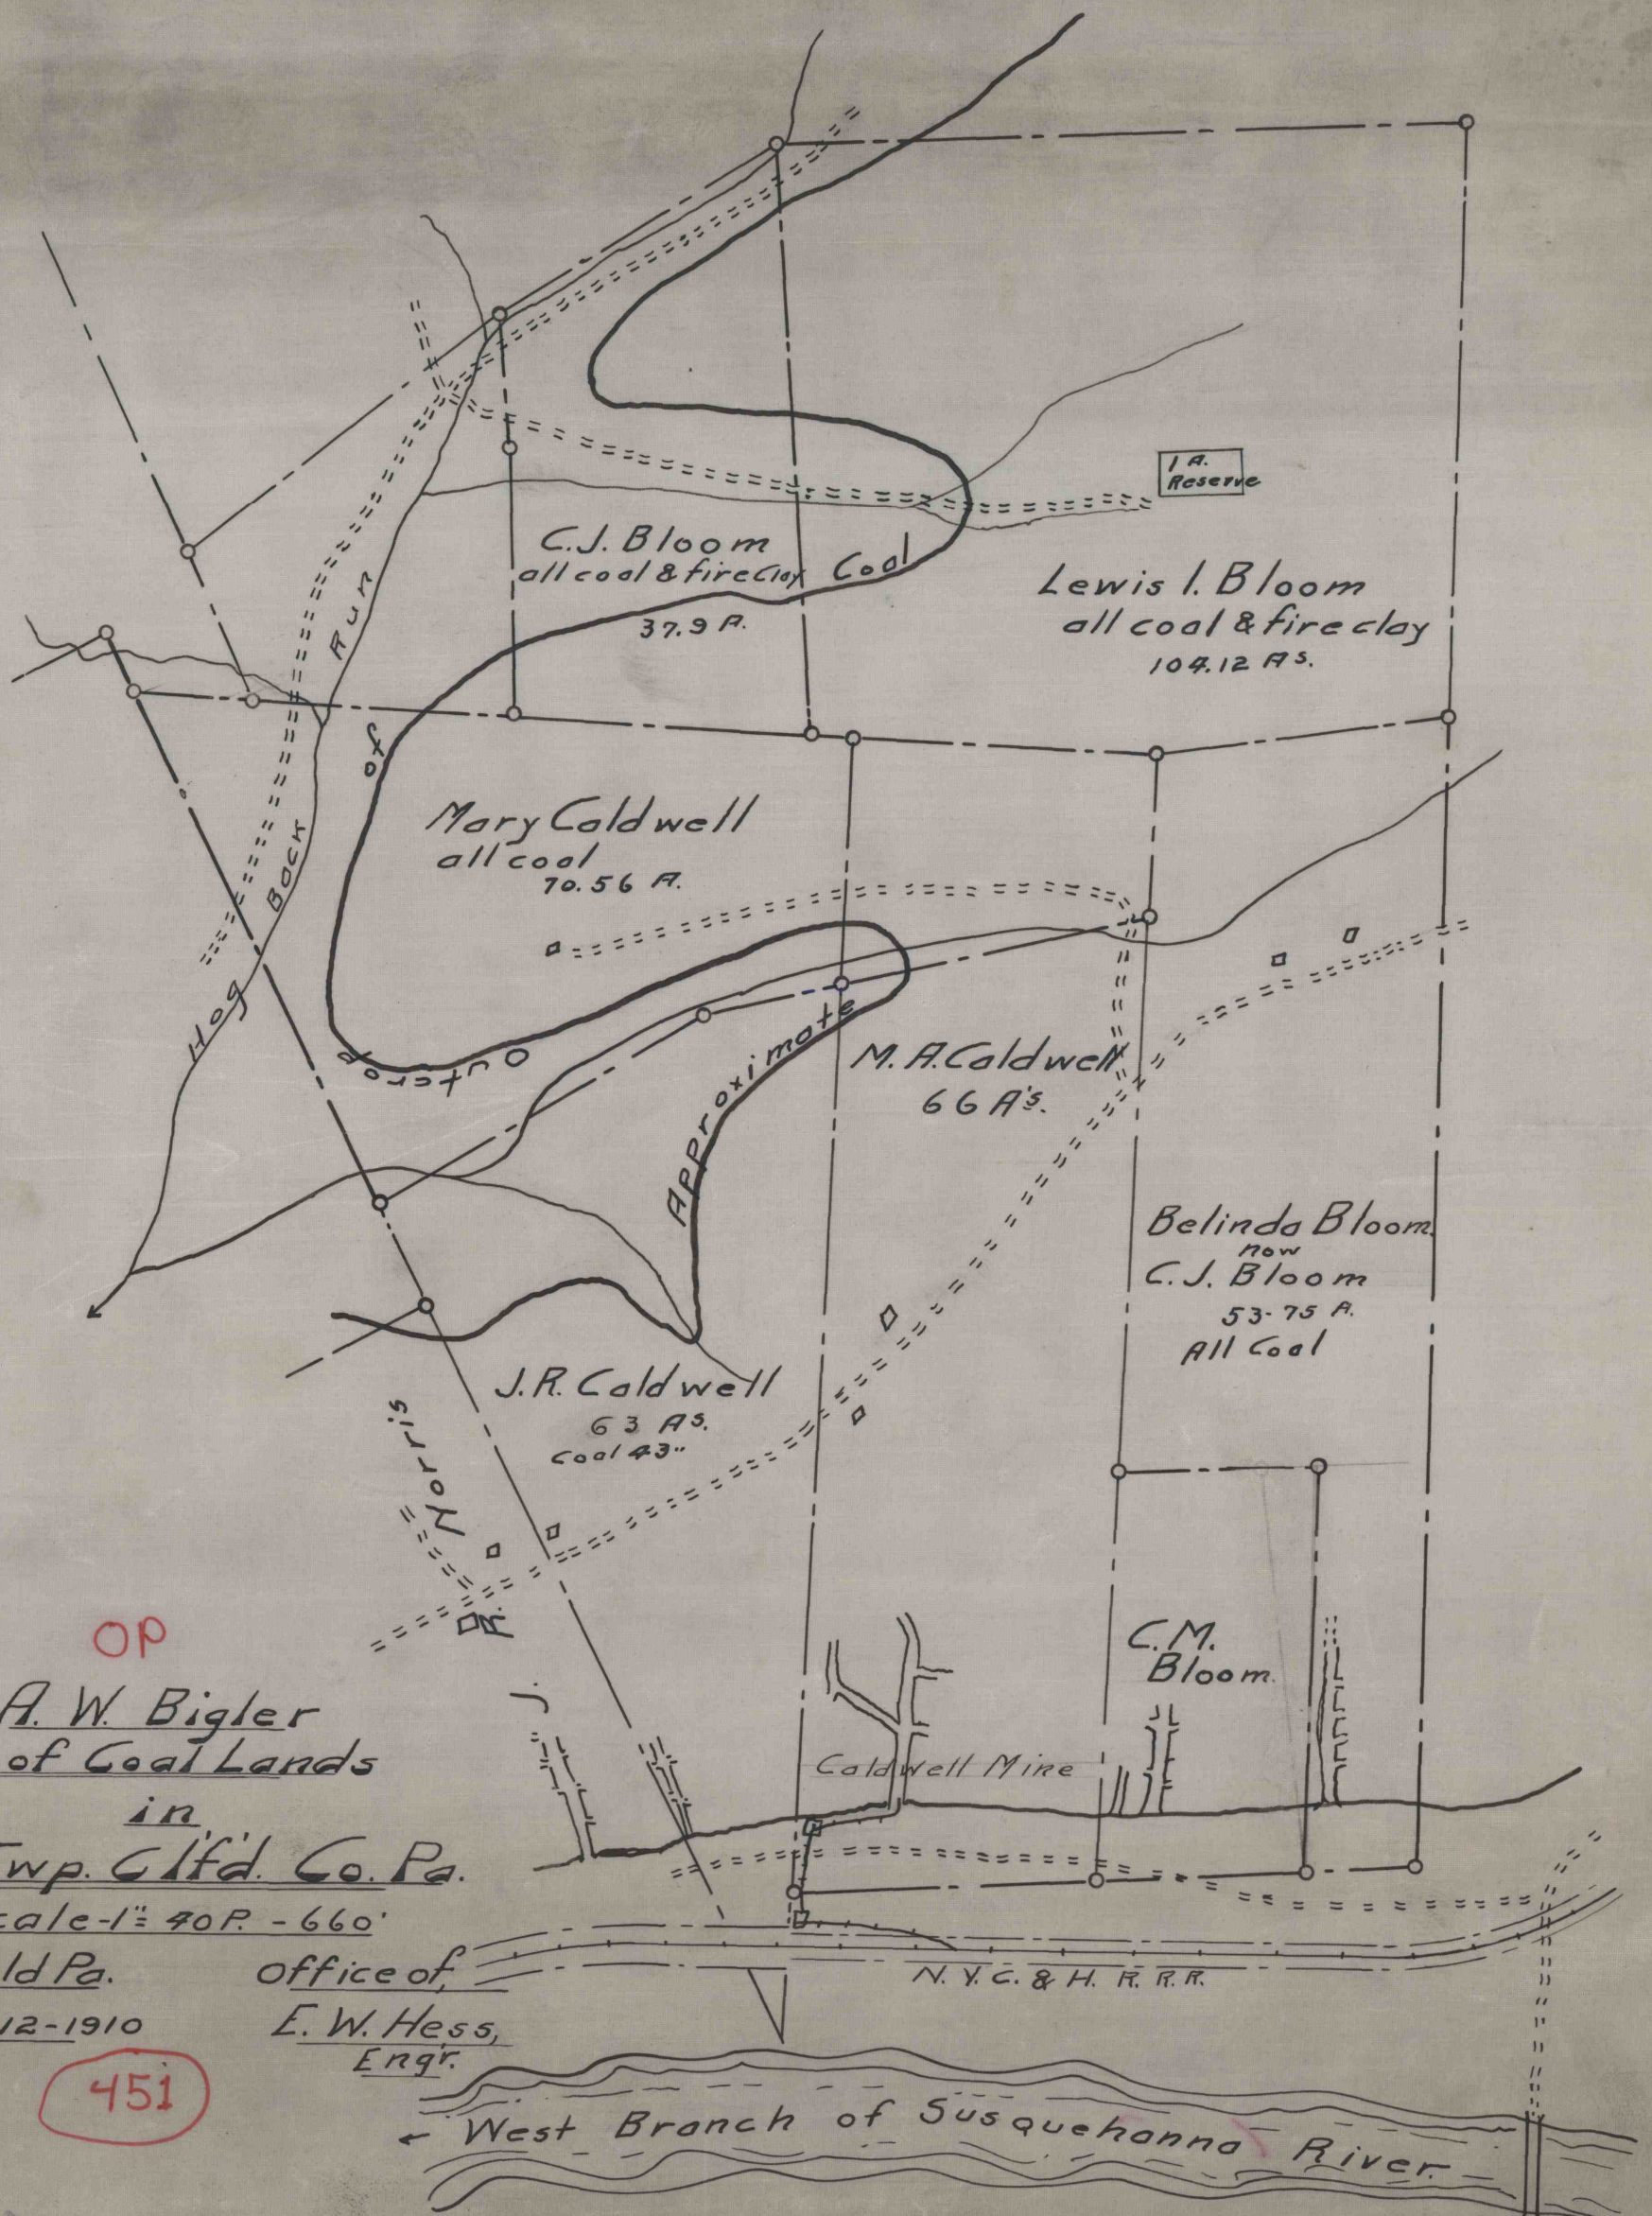 1 A.
Reserve
C.J. Bloom
all coal & fireclay
37.9 A.
Lewis I. Bloom
all coal & fireclay
104.12 As.
Mary Caldwell
all coal
70.56 A.
Approximate Outcrop of Coal
Hog Back Run
M.A. Caldwell
66 A's.
Belinda Bloom
now
C.J. Bloom
53-75 A.
All Coal
J.R. Caldwell
63 As.
Coal 43"
J. R. Norris
C.M.
Bloom.
Caldwell Mine
OP
A. W. Bigler
of Coal Lands
in
Twp. Clf'd. Co. Pa.
cale-1"= 40P. - 660'
ld Pa.
12-1910
Office of
E. W. Hess,
Engr.
451
N. Y. C. & H. R. R.R.
West Branch of Susquehanna River